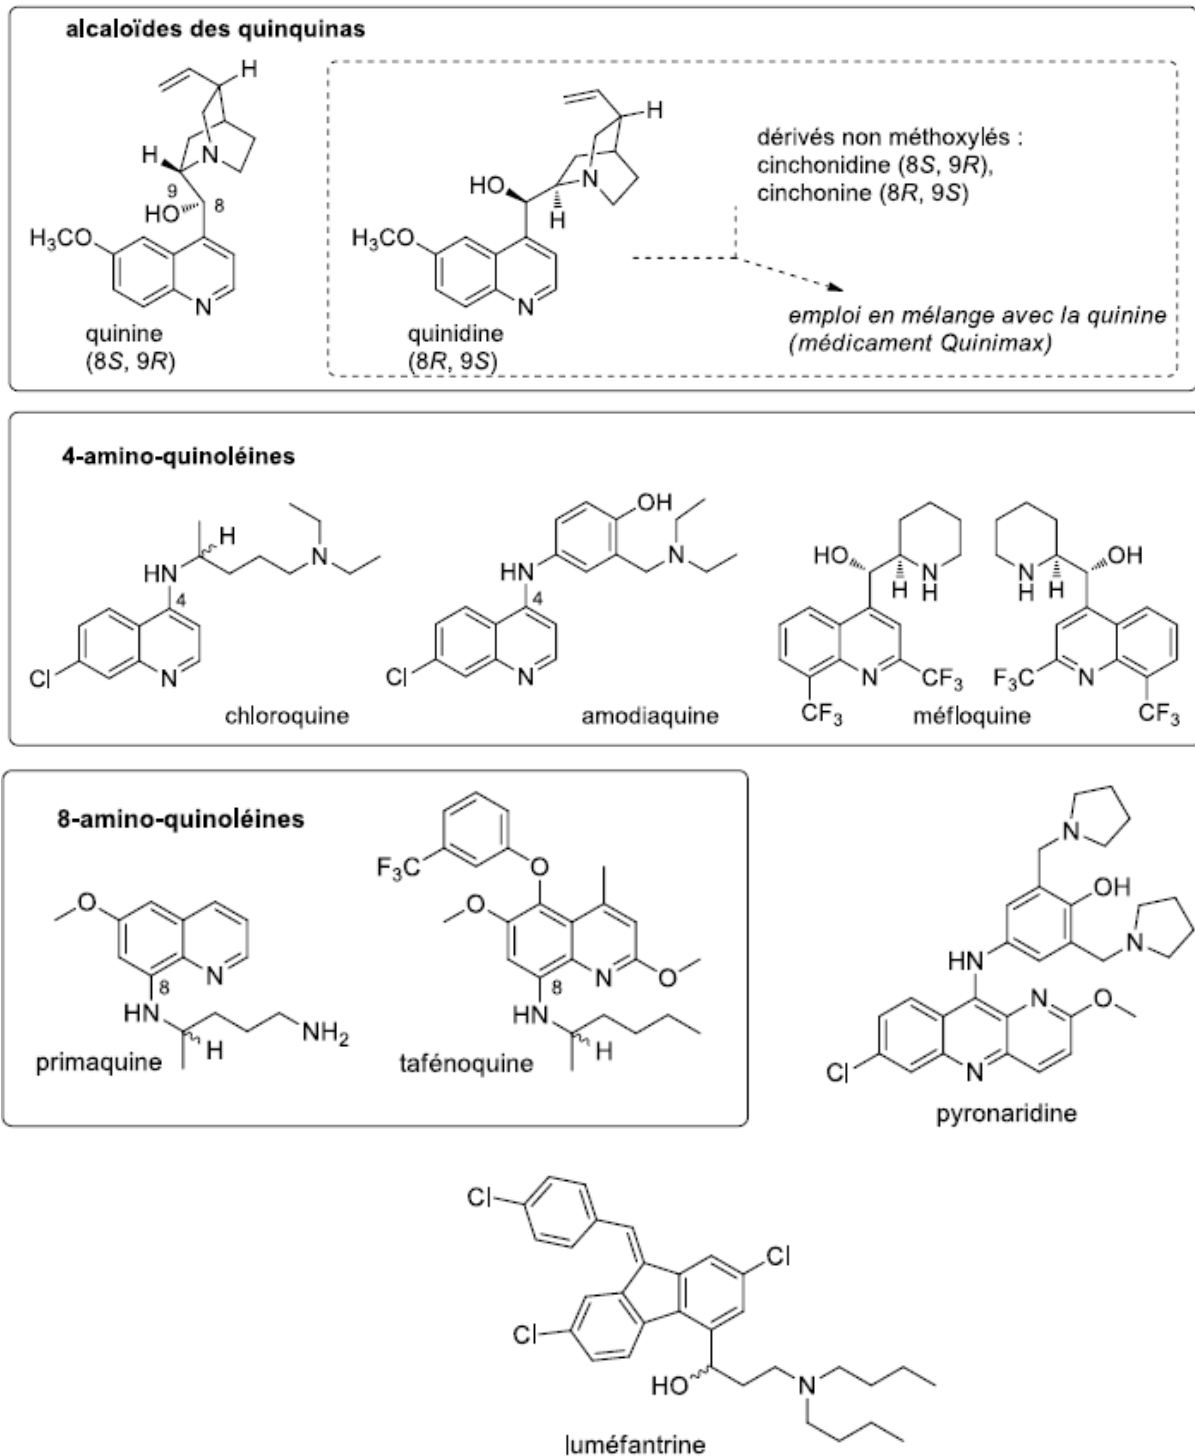 alcaloïdes des quinquinas
H
H
N
9
HO
8
H3CO
N
quinine
(8S, 9R)
H
HO
N
H
H3CO
N
quinidine
(8R, 9S)
dérivés non méthoxylés :
cinchonidine (8S, 9R),
cinchonine (8R, 9S)
emploi en mélange avec la quinine
(médicament Quinimax)
4-amino-quinoléines
H
N
HN
4
Cl
N
chloroquine
OH
N
HN
4
Cl
N
amodiaquine
HO
H
N
H
N
CF3
CF3
méfloquine
N
H
H
OH
F3C
N
CF3
8-amino-quinoléines
O
N
8
HN
H
NH2
primaquine
F3C
O
O
N
O
8
HN
H
tafénoquine
N
OH
N
HN
N
O
Cl
N
pyronaridine
Cl
Cl
Cl
HO
N
luméfantrine